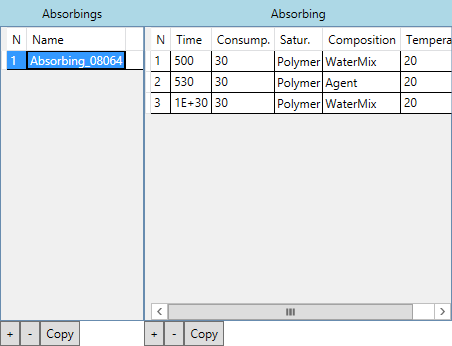 Absorbings
Absorbing
N Name
1 Absorbing_08064
N Time Consump. Satur. Composition Tempera
1 500 30 Polymer WaterMix 20
2 530 30 Polymer Agent 20
3 1E+30 30 Polymer WaterMix 20
+ - Copy
+ - Copy